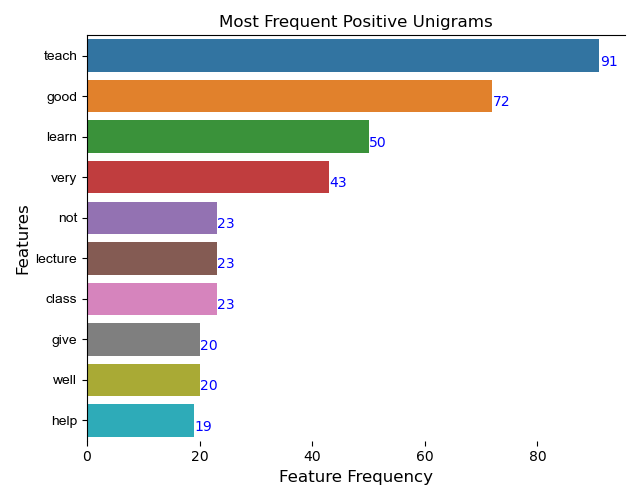 Most Frequent Positive Unigrams
Features
teach 91
good 72
learn 50
very 43
not 23
lecture 23
class 23
give 20
well 20
help 19
0 20 40 60 80
Feature Frequency